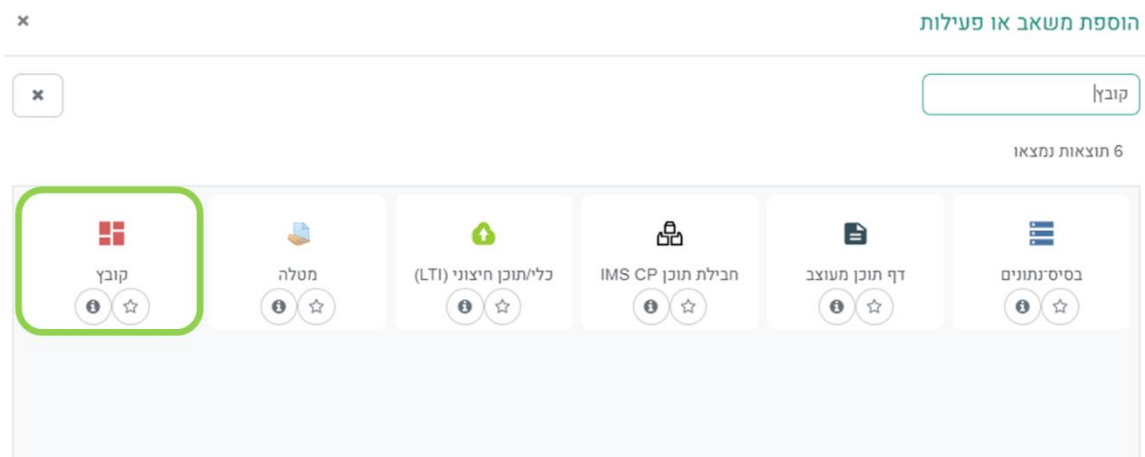 הוספת משאב או פעילות
קובץ
6 תוצאות נמצאו
בסיס־נתונים
דף תוכן מעוצב
חבילת תוכן IMS CP
כלי/תוכן חיצוני (LTI)
מטלה
קובץ